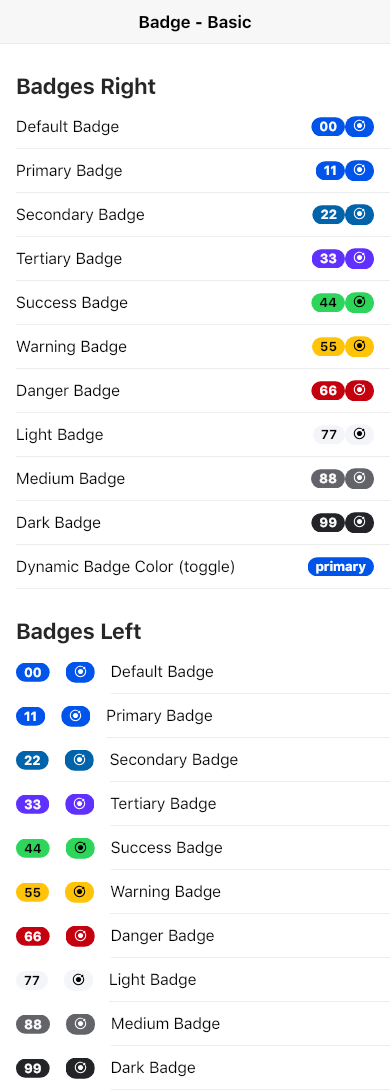 Badge - Basic
Badges Right
Default Badge 00
Primary Badge 11
Secondary Badge 22
Tertiary Badge 33
Success Badge 44
Warning Badge 55
Danger Badge 66
Light Badge 77
Medium Badge 88
Dark Badge 99
Dynamic Badge Color (toggle) primary
Badges Left
00 Default Badge
11 Primary Badge
22 Secondary Badge
33 Tertiary Badge
44 Success Badge
55 Warning Badge
66 Danger Badge
77 Light Badge
88 Medium Badge
99 Dark Badge